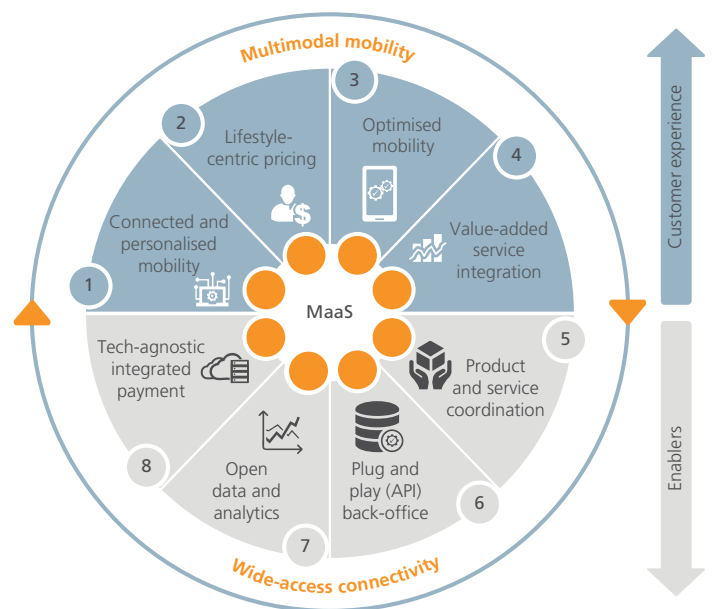 Multimodal mobility
1
Connected and
personalised
mobility
2
Lifestyle-
centric pricing
$
3
Optimised
mobility
4
Value-added
service
integration
5
Product
and service
coordination
6
Plug and
play (API)
back-office
7
Open
data and
analytics
8
Tech-agnostic
integrated
payment
MaaS
Wide-access connectivity
Customer experience
Enablers